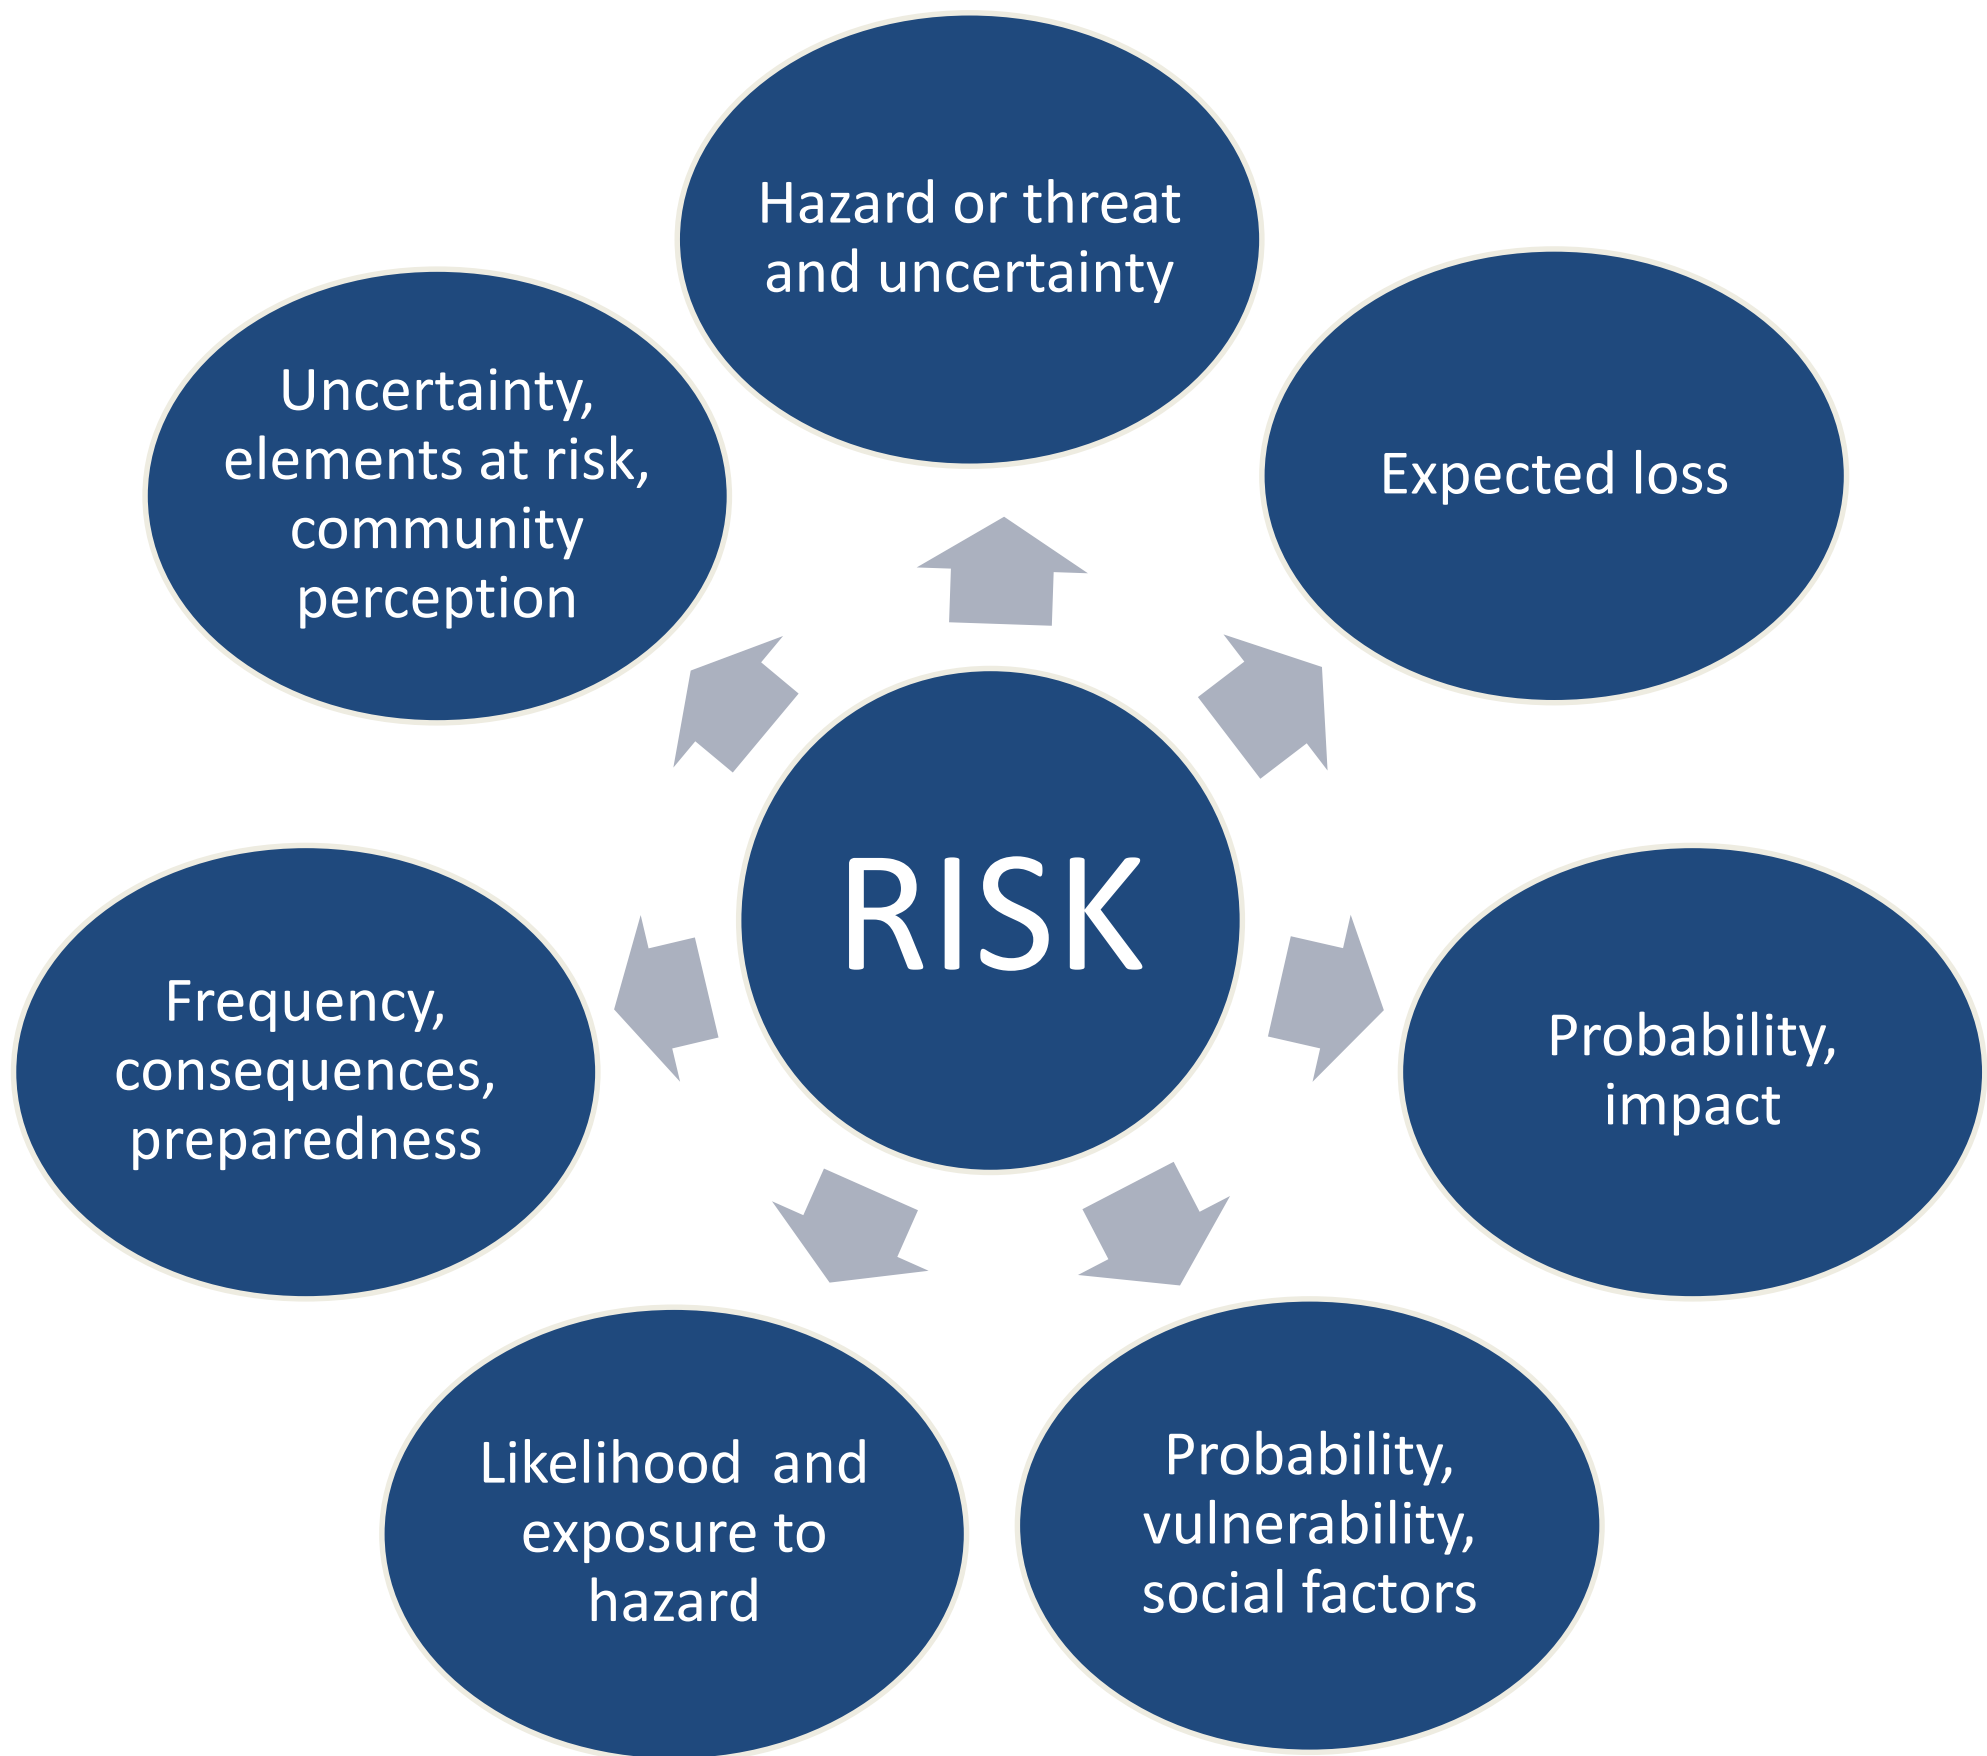 Hazard or threat
and uncertainty
Expected loss
Probability,
impact
Probability,
vulnerability,
social factors
Likelihood  and
exposure to
hazard
Frequency,
consequences,
preparedness
Uncertainty,
elements at risk,
community
perception
RISK